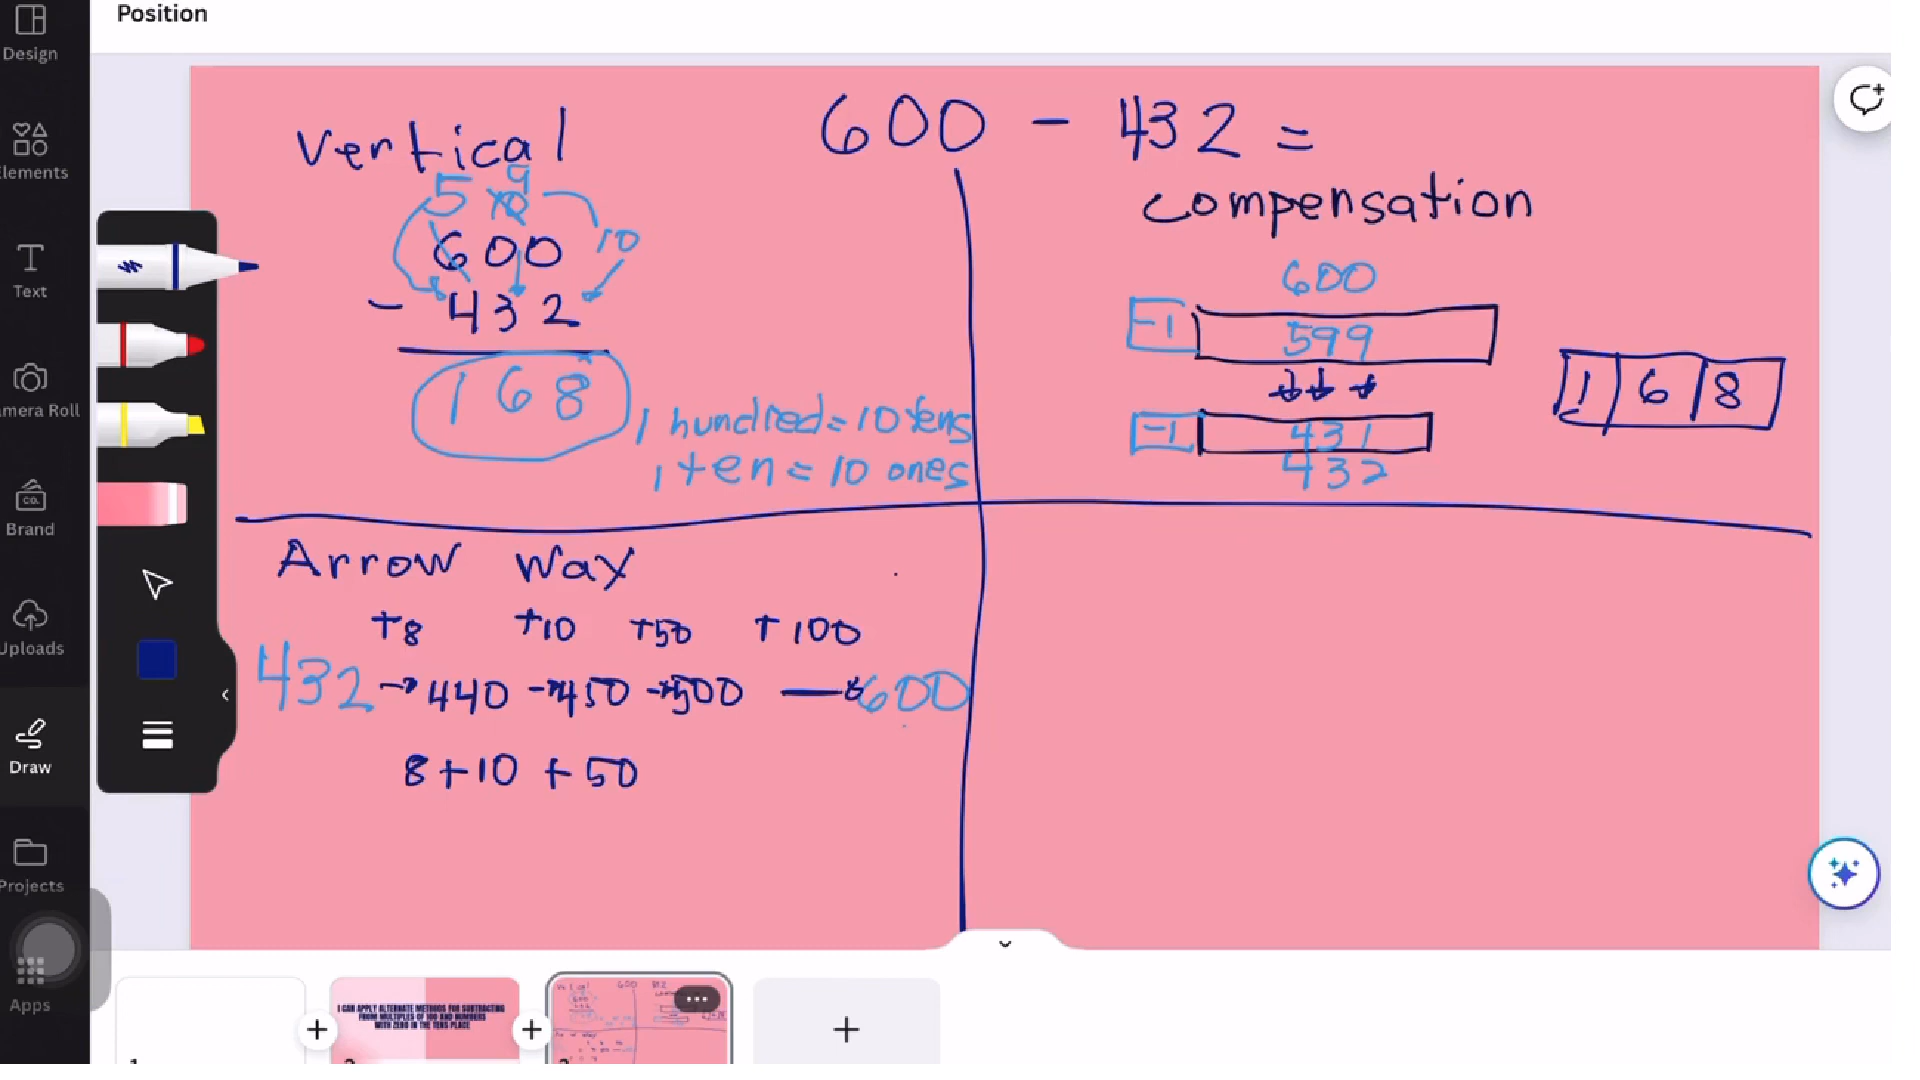 Position
Design
Elements
Text
Camera Roll
CO.
Brand
Uploads
Draw
Projects
Apps
600 - 432 =
Vertical
9
5 10
600 10
- 432
168
1 hundred = 10 tens
1 ten = 10 ones
compensation
600
-1 599
-1 431
432
1 6 8
Arrow Way
+8 +10 +50 +100
432 → 440 → 450 → 500 → 600
8 + 10 + 50
I CAN APPLY ALTERNATE METHODS FOR SUBTRACTING
FROM MULTIPLES OF 100 AND NUMBERS
WITH ZERO IN THE TENS PLACE